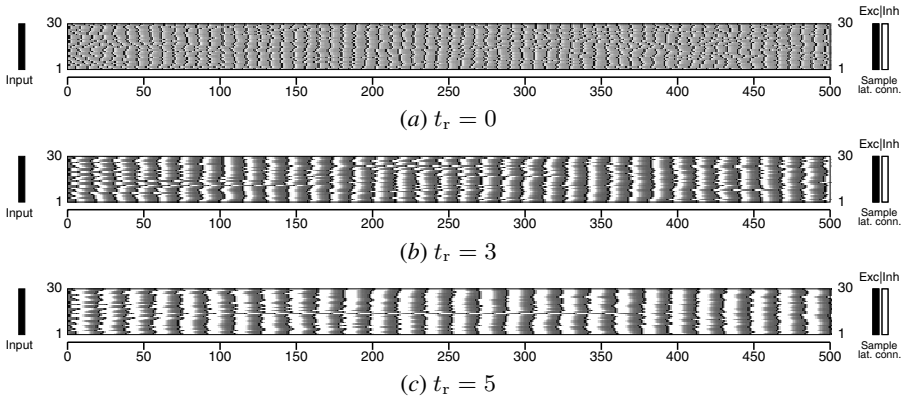 30 30 Exc|Inh
1 1
Input Sample
lat. conn.
0 50 100 150 200 250 300 350 400 450 500
(a) t_r = 0
30 30 Exc|Inh
1 1
Input Sample
lat. conn.
0 50 100 150 200 250 300 350 400 450 500
(b) t_r = 3
30 30 Exc|Inh
1 1
Input Sample
lat. conn.
0 50 100 150 200 250 300 350 400 450 500
(c) t_r = 5